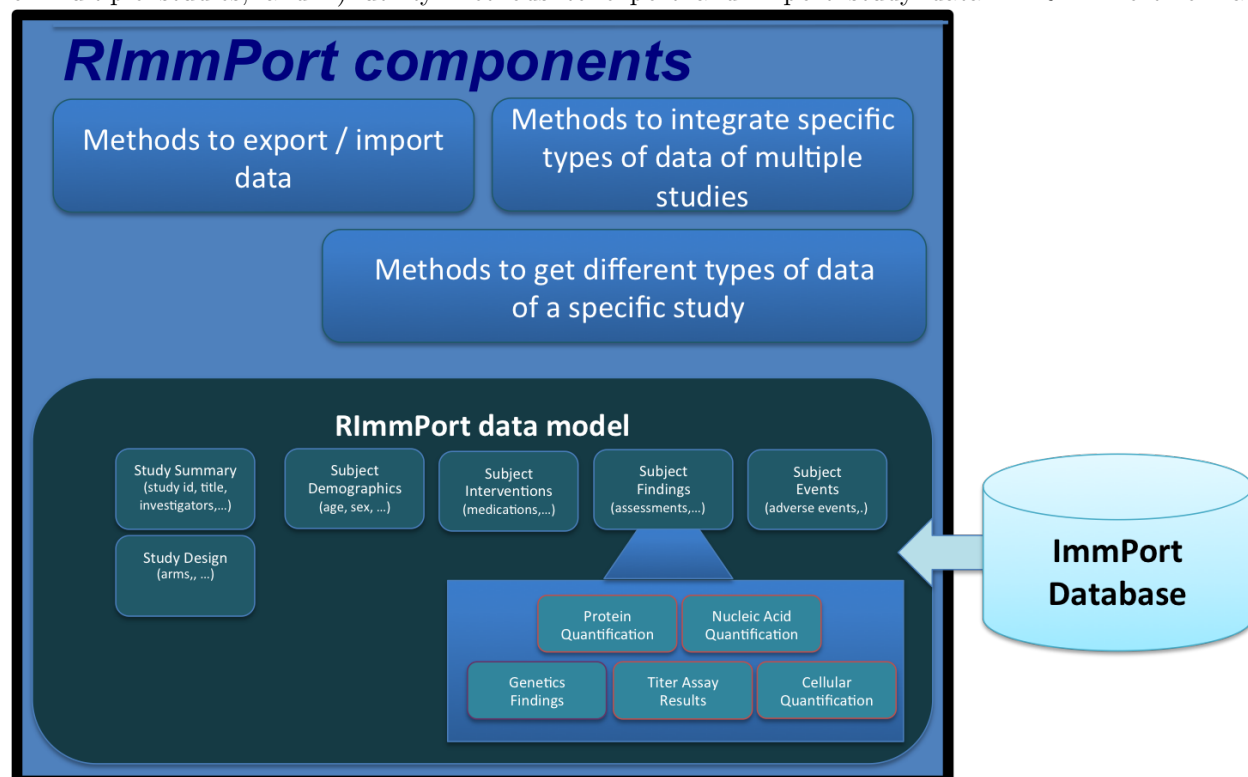 RImmPort components
Methods to export / import
data
Methods to integrate specific
types of data of multiple
studies
Methods to get different types of data
of a specific study
RImmPort data model
Study Summary
(study id, title,
investigators,...)
Subject
Demographics
(age, sex, ...)
Subject
Interventions
(medications,...)
Subject
Findings
(assessments,...)
Subject
Events
(adverse events,.)
Study Design
(arms,, ...)
Protein
Quantification
Nucleic Acid
Quantification
Genetics
Findings
Titer Assay
Results
Cellular
Quantification
ImmPort
Database